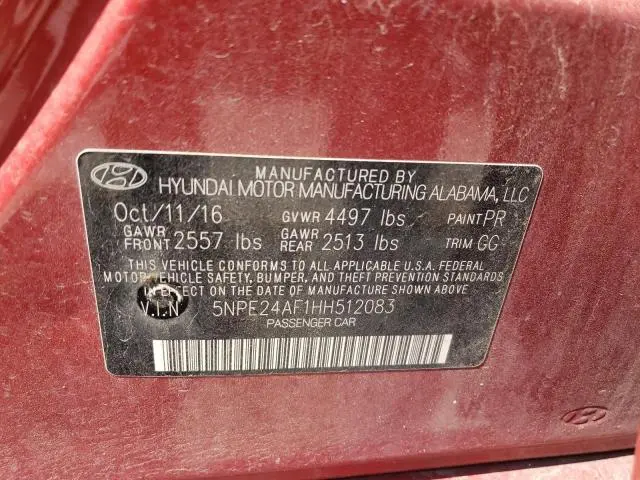 MANUFACTURED BY
HYUNDAI MOTOR MANUFACTURING ALABAMA, LLC
Oct/11/16 GVWR 4497 lbs PAINT PR
GAWR FRONT 2557 lbs GAWR REAR 2513 lbs TRIM GG
THIS VEHICLE CONFORMS TO ALL APPLICABLE U.S.A. FEDERAL
MOTOR VEHICLE SAFETY, BUMPER, AND THEFT PREVENTION STANDARDS
IN EFFECT ON THE DATE OF MANUFACTURE SHOWN ABOVE.
V.I.N 5NPE24AF1HH512083
PASSENGER CAR